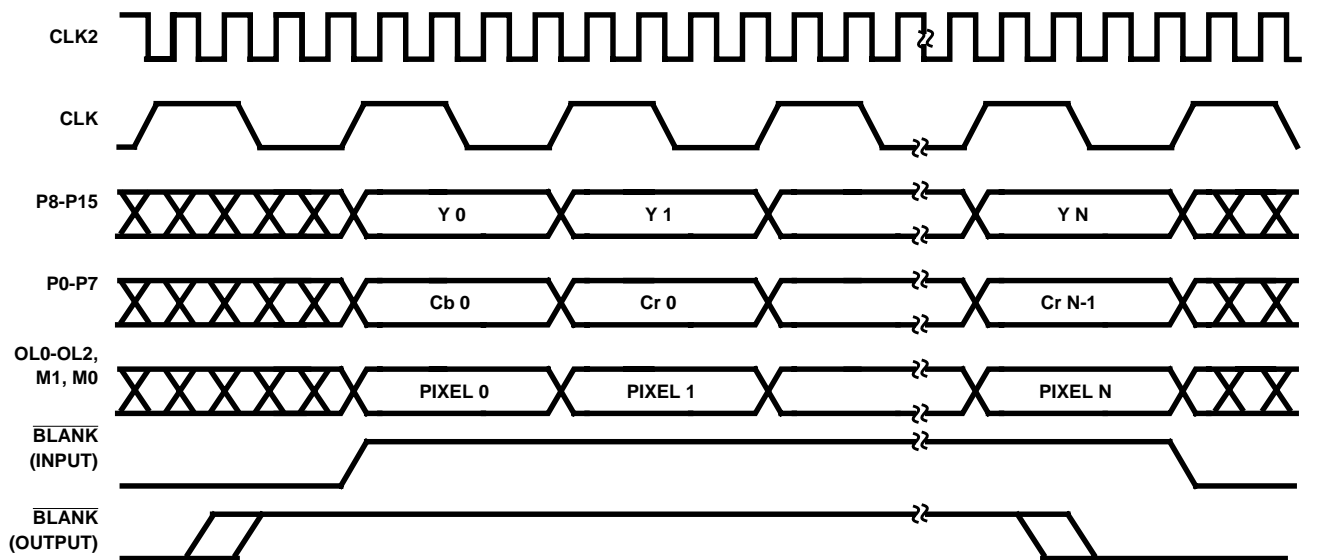 CLK2
CLK
P8-P15
Y 0 Y 1 Y N
P0-P7
Cb 0 Cr 0 Cr N-1
OL0-OL2,
M1, M0
PIXEL 0 PIXEL 1 PIXEL N
BLANK
(INPUT)
BLANK
(OUTPUT)